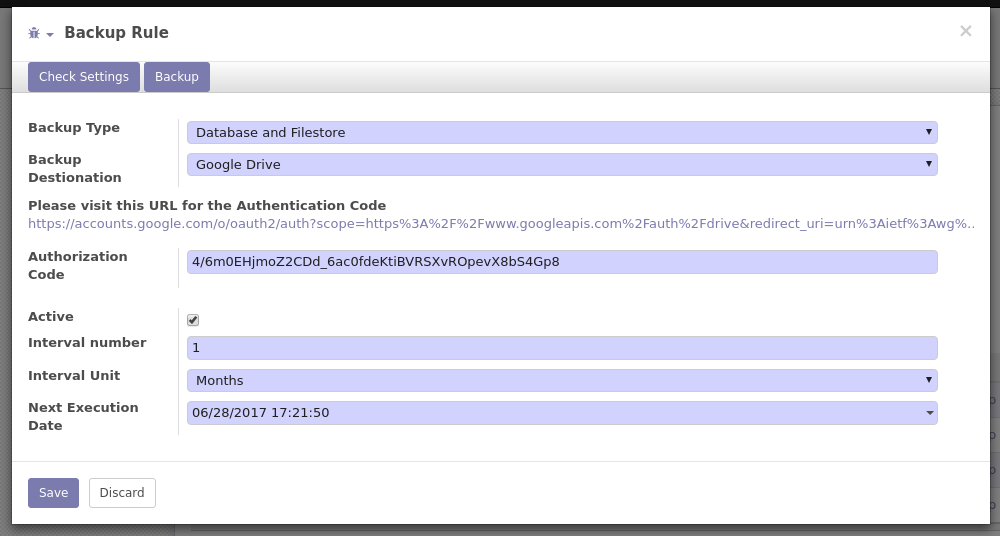 Backup Rule
×
Check Settings
Backup
Backup Type
Database and Filestore
Backup
Destionation
Google Drive
Please visit this URL for the Authentication Code
https://accounts.google.com/o/oauth2/auth?scope=https%3A%2F%2Fwww.googleapis.com%2Fauth%2Fdrive&redirect_uri=urn%3Aietf%3Awg%..
Authorization
Code
4/6m0EHjmoZ2CDd_6ac0fdeKtiBVRSXvROpevX8bS4Gp8
Active
Interval number
1
Interval Unit
Months
Next Execution
Date
06/28/2017 17:21:50
Save
Discard